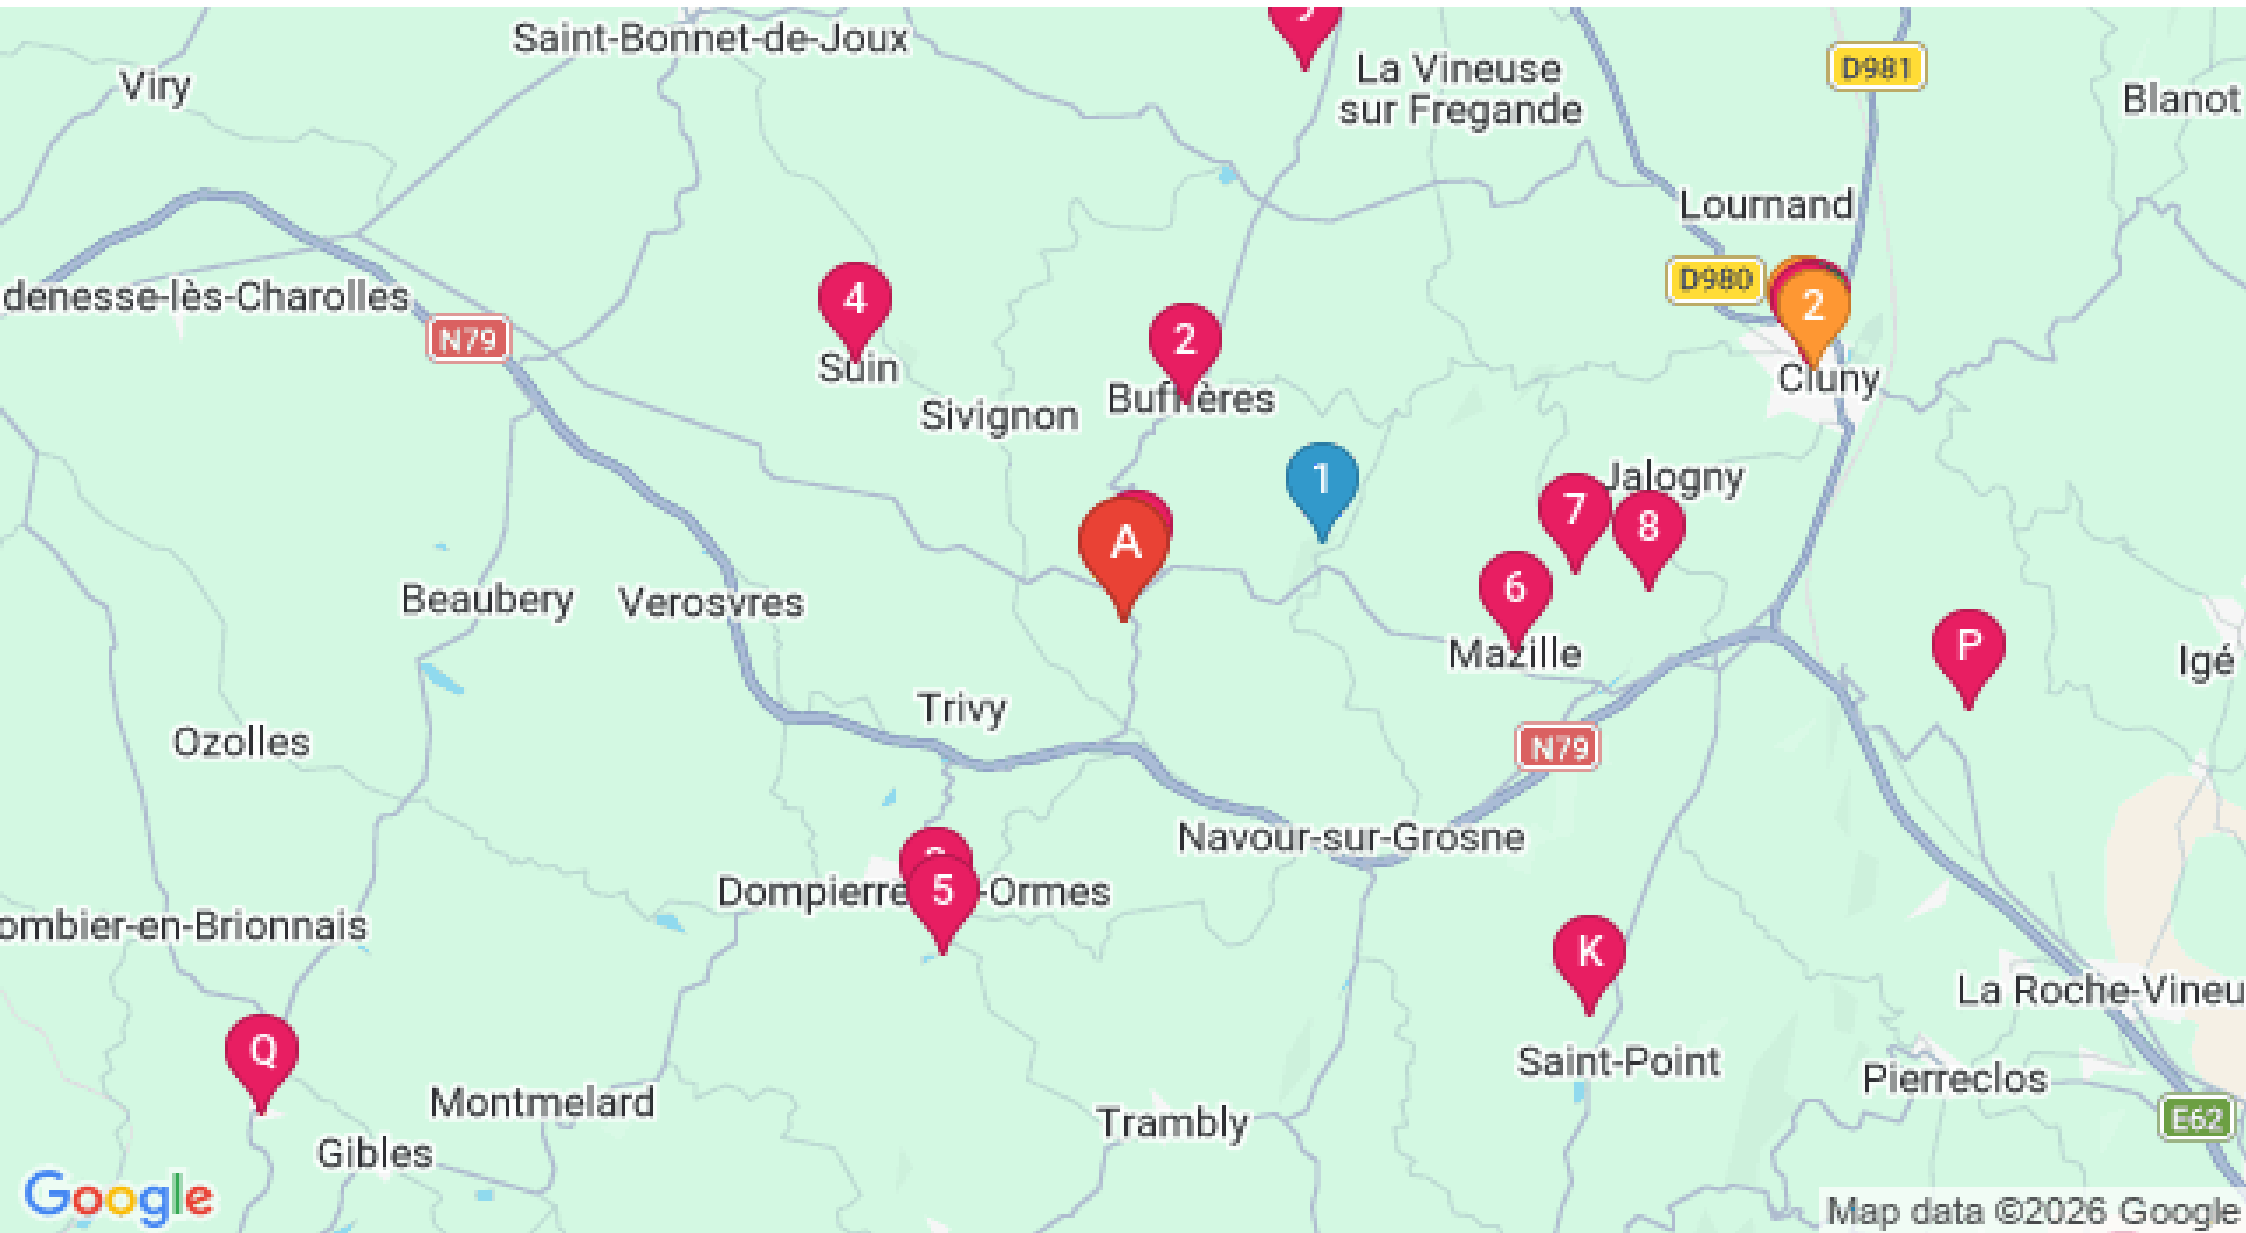 Saint-Bonnet-de-Joux
Viry
La Vineuse
sur Fregande
D981
Blanot
Lournand
D980
denesse-lès-Charolles
N79
4
Suin
2
Buffières
2
Cluny
Sivignon
1
Jalogny
7
8
A
6
Beaubery
Verosvres
Mazille
P
Igé
Trivy
Ozolles
N79
Navour-sur-Grosne
5
Dompierre
-Ormes
ombier-en-Brionnais
K
La Roche-Vineu
Q
Saint-Point
Pierreclos
Montmelard
Trambly
E62
Gibles
Google
Map data ©2026 Google